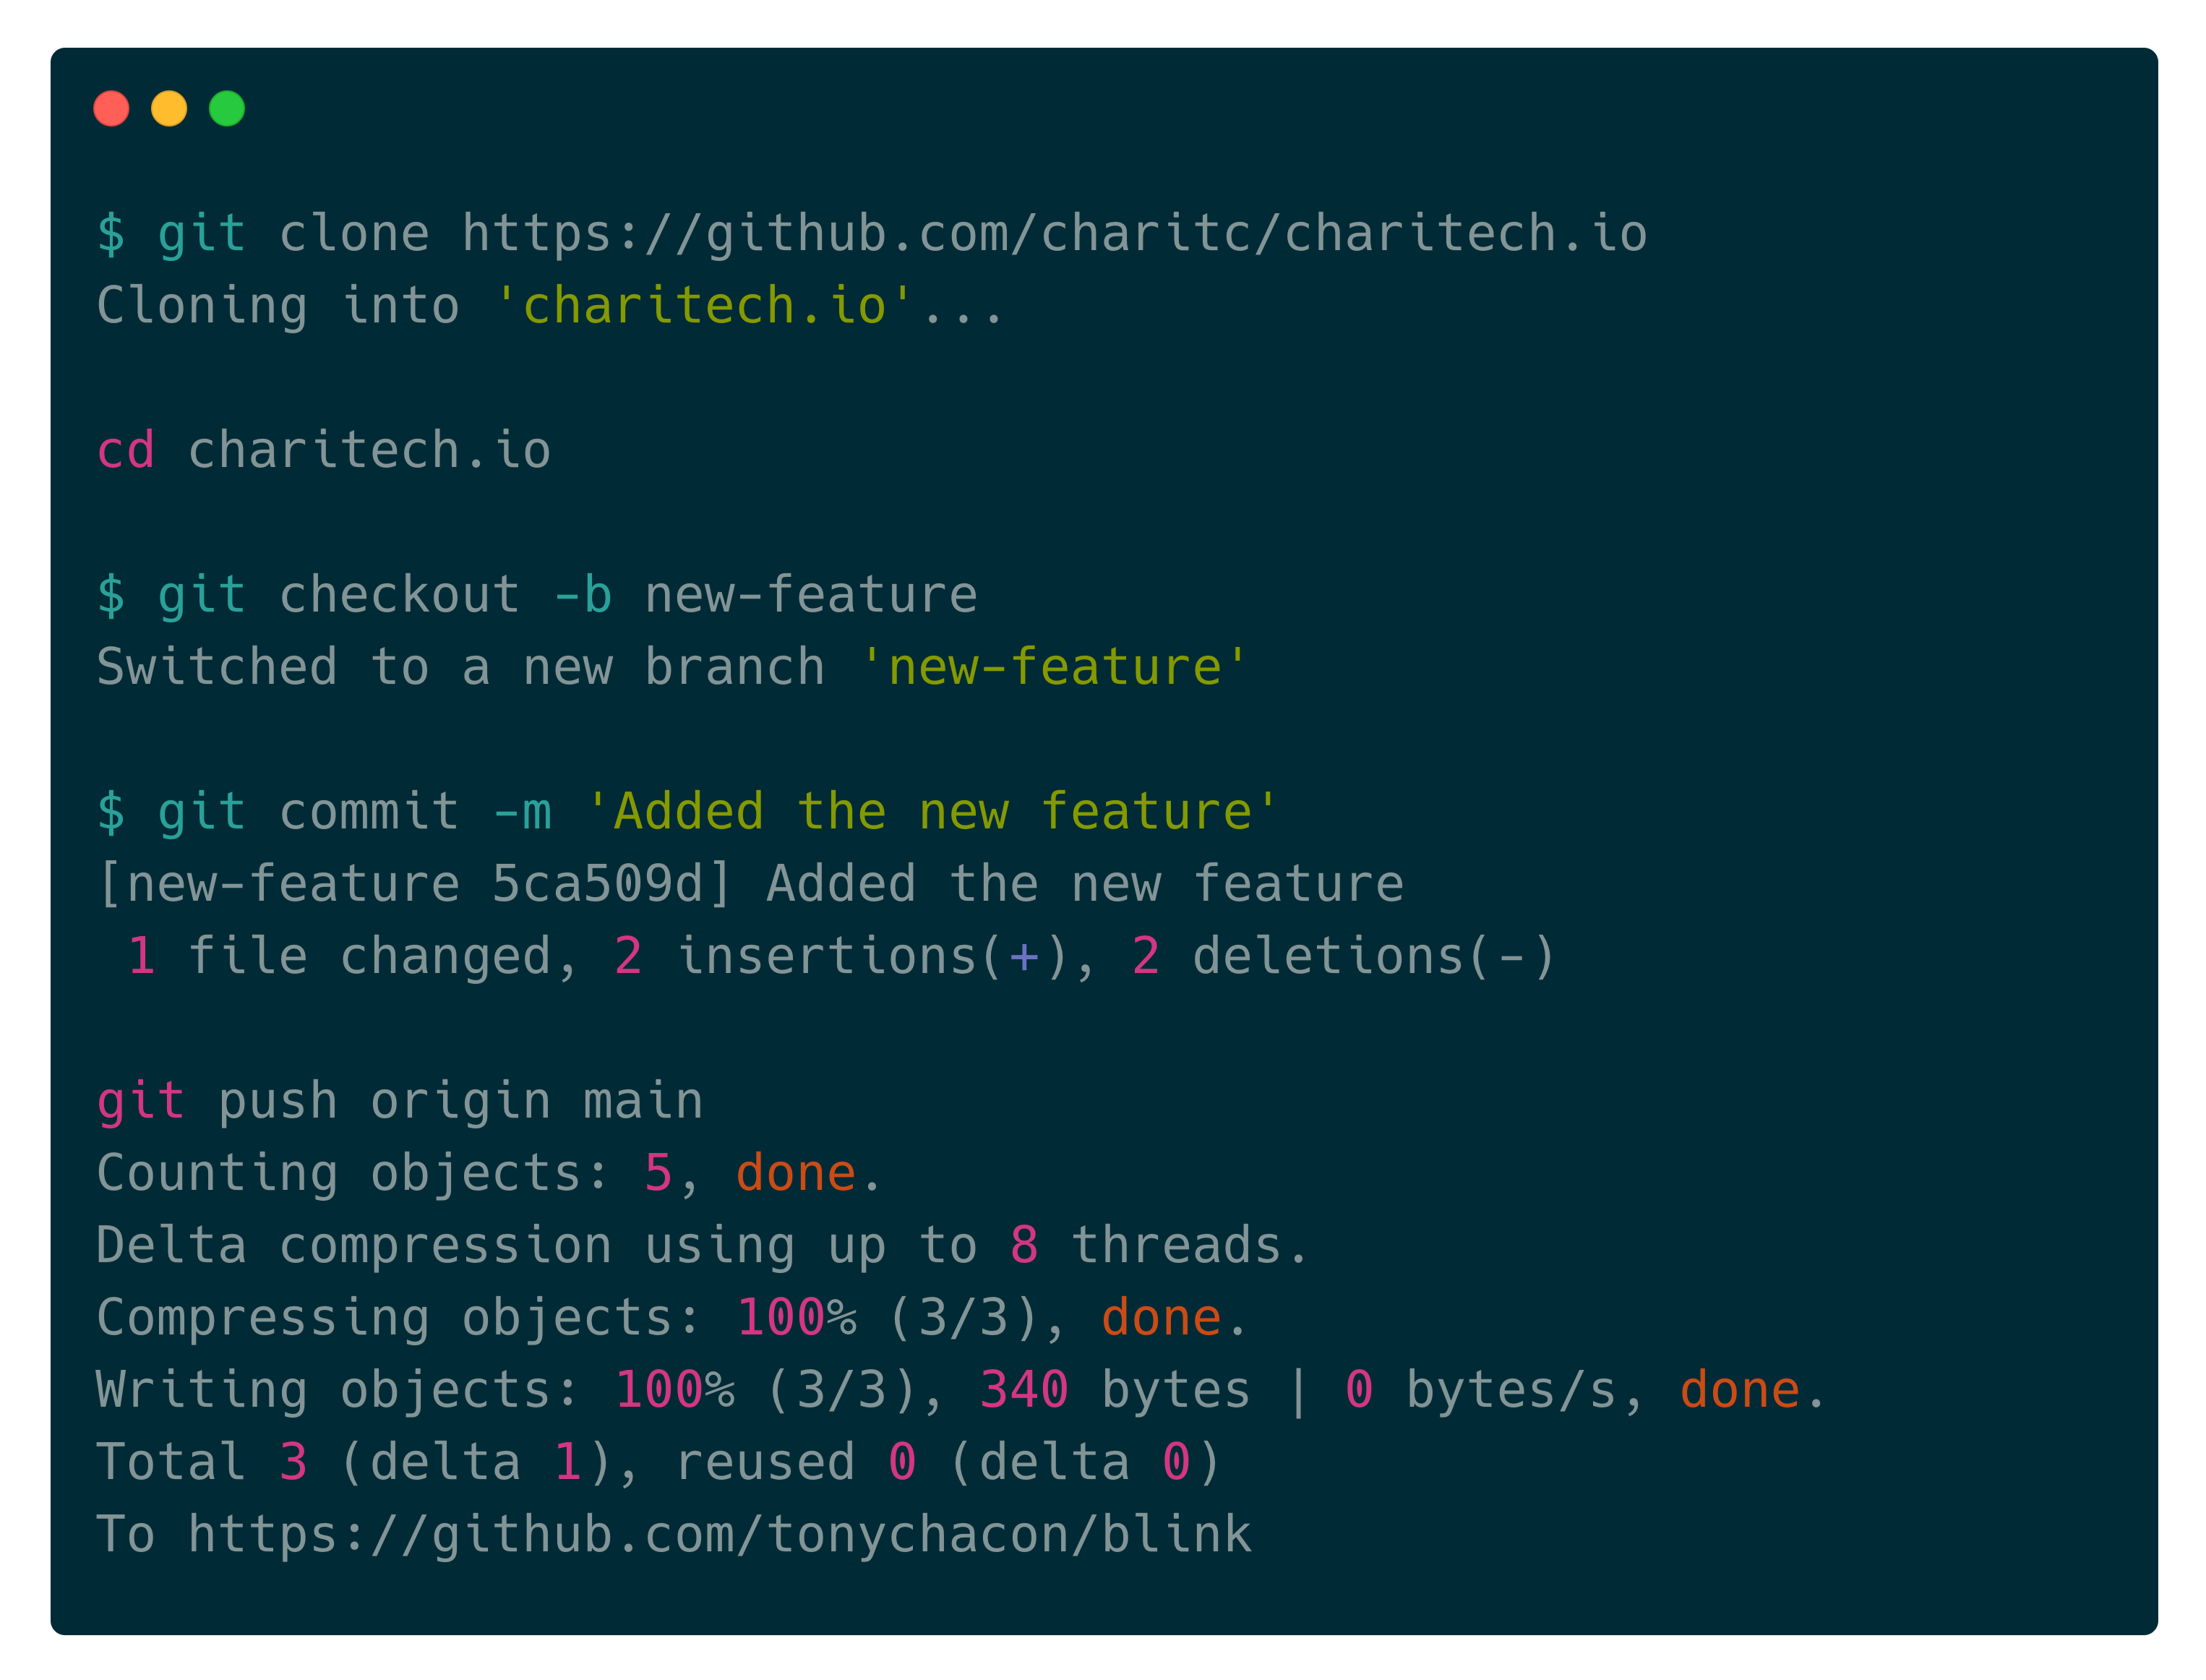 $ git clone https://github.com/charitc/charitech.io
Cloning into 'charitech.io'...
cd charitech.io
$ git checkout -b new-feature
Switched to a new branch 'new-feature'
$ git commit -m 'Added the new feature'
[new-feature 5ca509d] Added the new feature
 1 file changed, 2 insertions(+), 2 deletions(-)
git push origin main
Counting objects: 5, done.
Delta compression using up to 8 threads.
Compressing objects: 100% (3/3), done.
Writing objects: 100% (3/3), 340 bytes | 0 bytes/s, done.
Total 3 (delta 1), reused 0 (delta 0)
To https://github.com/tonychacon/blink